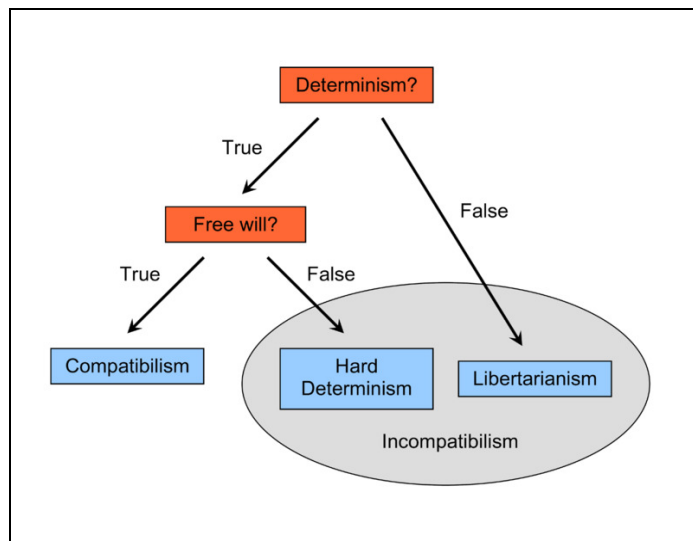 Determinism?
True
False
Free will?
True
False
Compatibilism
Hard
Determinism
Libertarianism
Incompatibilism